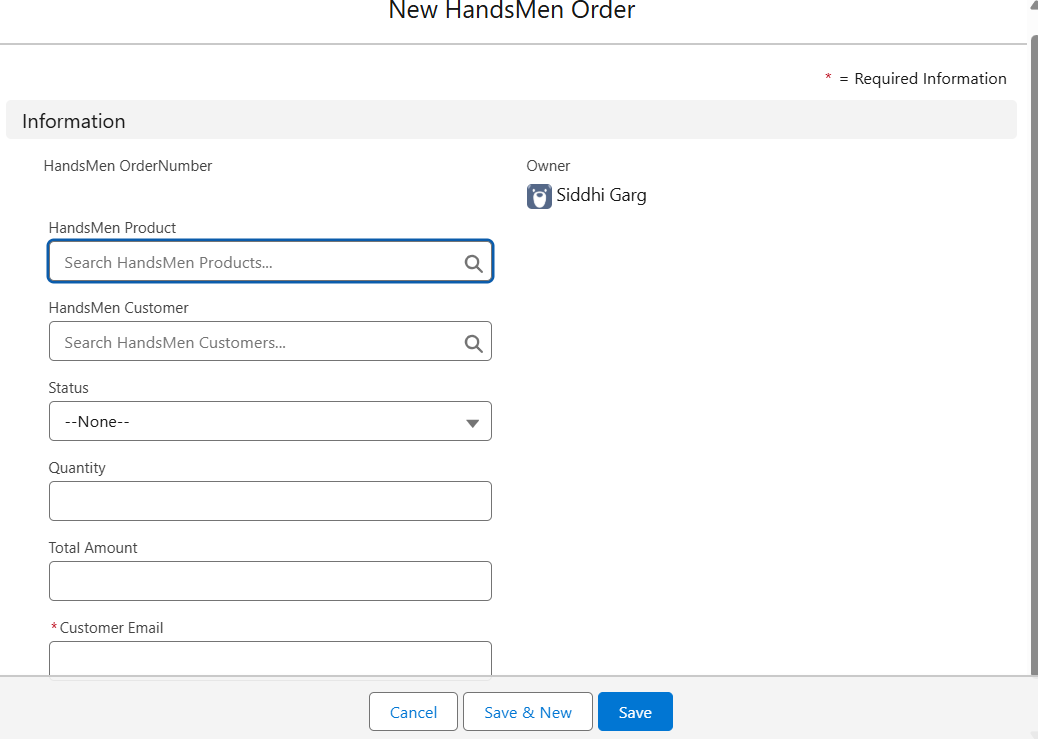 New HandsMen Order
* = Required Information
Information
HandsMen OrderNumber
Owner
Siddhi Garg
HandsMen Product
Search HandsMen Products...
HandsMen Customer
Search HandsMen Customers...
Status
--None--
Quantity
Total Amount
*Customer Email
Cancel
Save & New
Save